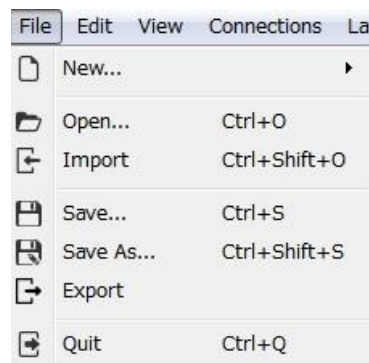 File Edit View Connections La
New...
Open... Ctrl+O
Import Ctrl+Shift+O
Save... Ctrl+S
Save As... Ctrl+Shift+S
Export
Quit Ctrl+Q